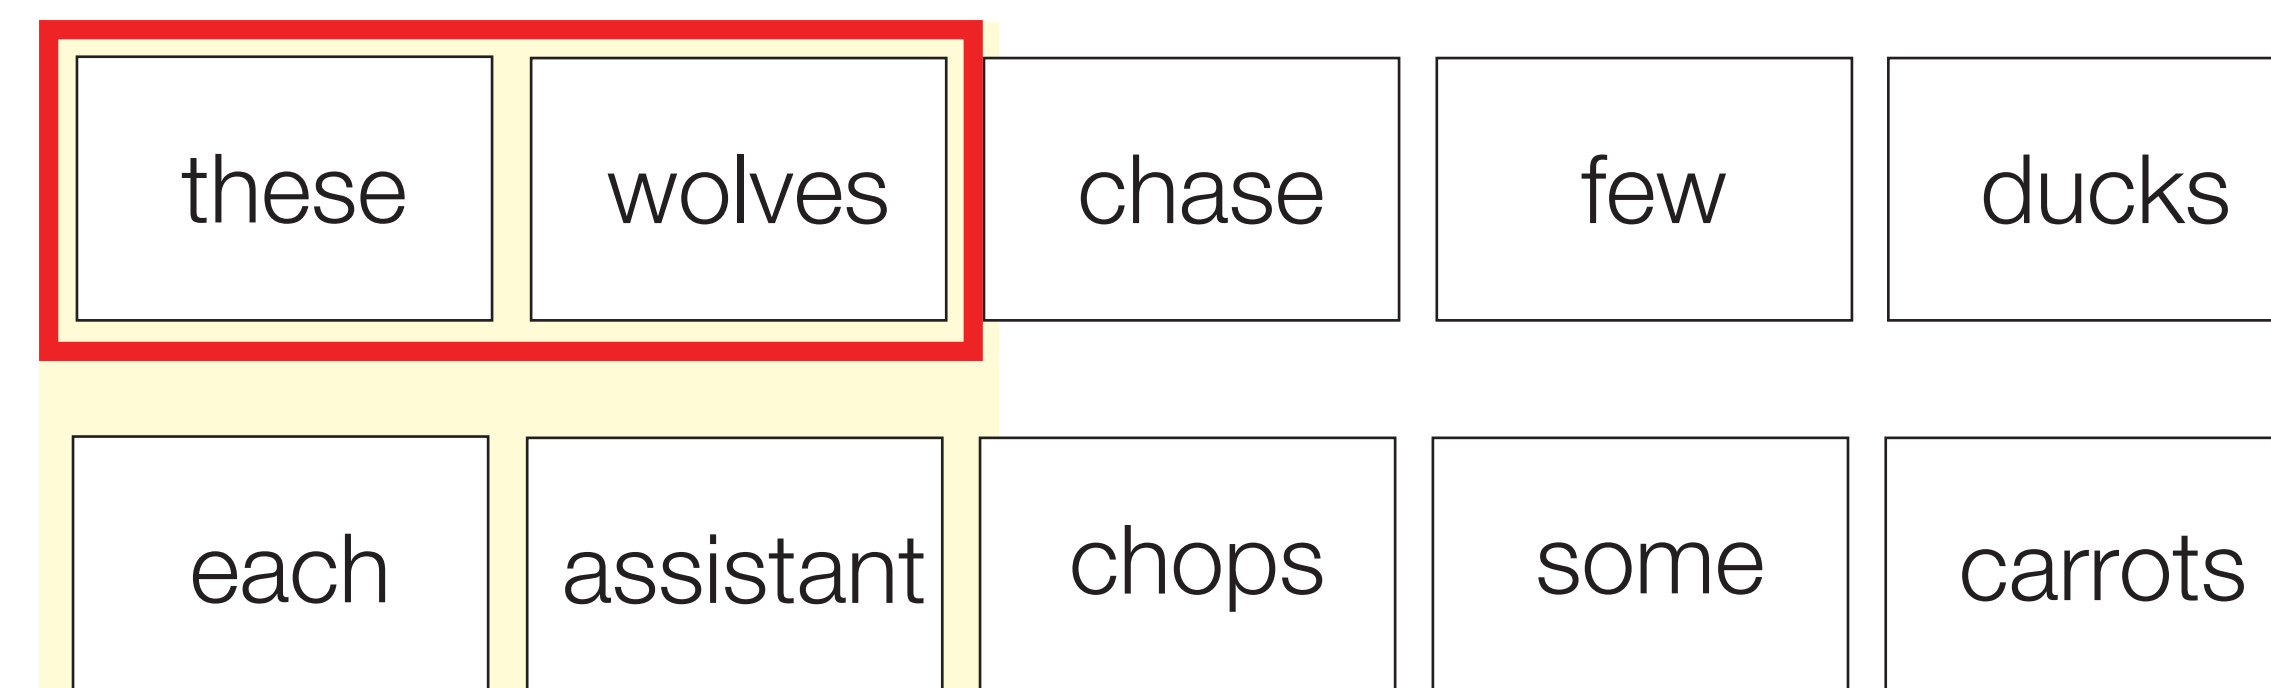 these wolves chase few ducks
each assistant chops some carrots